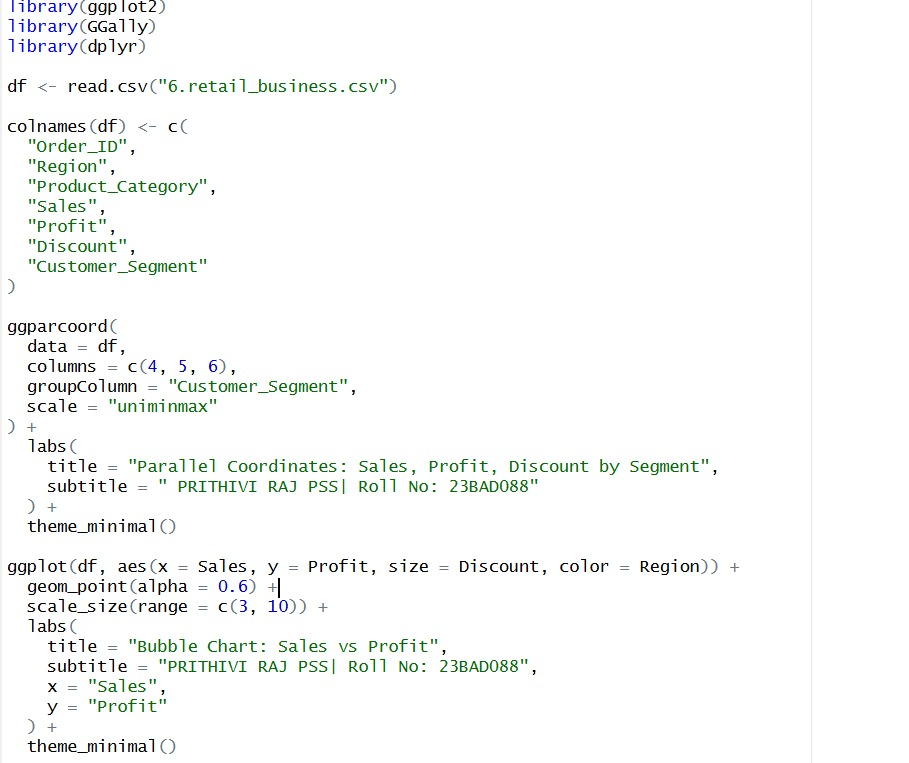 library(ggplot2)
library(GGally)
library(dplyr)

df <- read.csv("6.retail_business.csv")

colnames(df) <- c(
  "Order_ID",
  "Region",
  "Product_Category",
  "Sales",
  "Profit",
  "Discount",
  "Customer_Segment"
)

ggparcoord(
  data = df,
  columns = c(4, 5, 6),
  groupColumn = "Customer_Segment",
  scale = "uniminmax"
) +
  labs(
    title = "Parallel Coordinates: Sales, Profit, Discount by Segment",
    subtitle = " PRITHIVI RAJ PSS| Roll No: 23BAD088"
  ) +
  theme_minimal()

ggplot(df, aes(x = Sales, y = Profit, size = Discount, color = Region)) +
  geom_point(alpha = 0.6) +
  scale_size(range = c(3, 10)) +
  labs(
    title = "Bubble Chart: Sales vs Profit",
    subtitle = "PRITHIVI RAJ PSS| Roll No: 23BAD088",
    x = "Sales",
    y = "Profit"
  ) +
  theme_minimal()